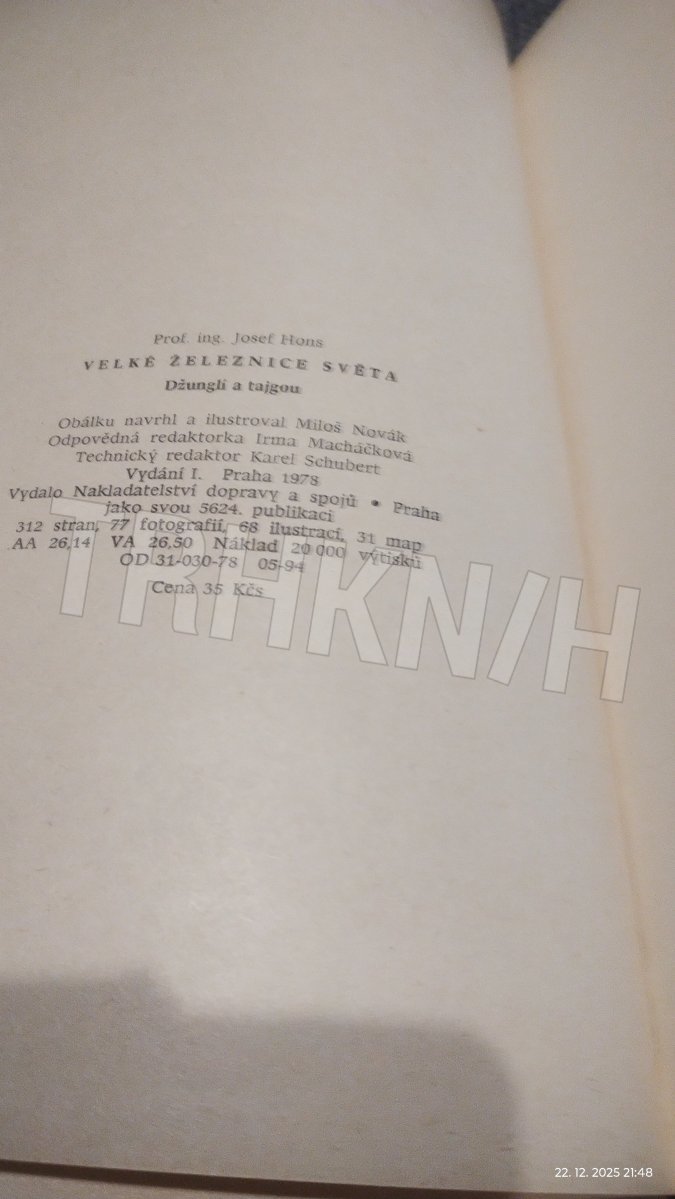 Prof. ing. Josef Hons
VELKÉ ŽELEZNICE SVĚTA
Džunglí a tajgou
Obálku navrhl a ilustroval Miloš Novák
Odpovědná redaktorka Irma Macháčková
Technický redaktor Karel Schubert
Vydání I. Praha 1978
Vydalo Nakladatelství dopravy a spojů • Praha
jako svou 5624. publikaci
312 stran, 77 fotografií, 68 ilustrací, 31 map
AA 26,14 VA 26,50 Náklad 20 000 výtisků
OD 31-030-78 05-94
Cena 35 Kčs
TRHKN/H
22. 12. 2025 21:48